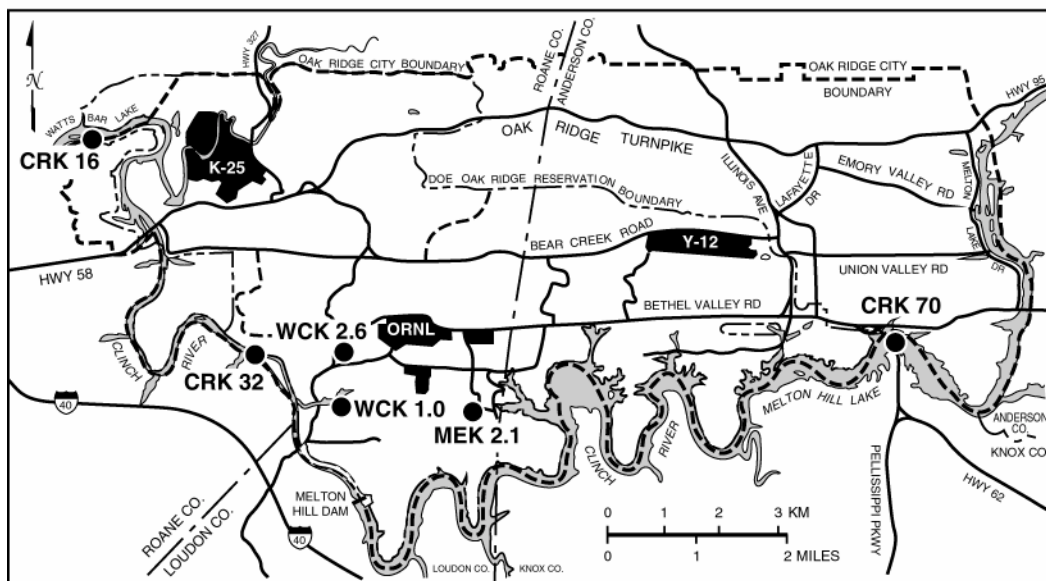 N
HWY 327
OAK RIDGE CITY BOUNDARY
ROANE CO.
ANDERSON CO.
OAK RIDGE CITY
BOUNDARY
HWY 95
WATTS BAR LAKE
CRK 16
K-25
OAK RIDGE TURNPIKE
ILLINOIS AVE
LAFAYETTE DR
EMORY VALLEY RD
MELTON LAKE DR
DOE OAK RIDGE RESERVATION BOUNDARY
BEAR CREEK ROAD
Y-12
HWY 58
UNION VALLEY RD
BETHEL VALLEY RD
CRK 70
WCK 2.6
ORNL
CLINCH RIVER
CRK 32
40
WCK 1.0
MEK 2.1
MELTON HILL LAKE
ANDERSON CO.
KNOX CO.
CLINCH RIVER
PELLISSIPPI PKWY
HWY 62
ROANE CO.
LOUDON CO.
MELTON
HILL DAM
40
0 1 2 3 KM
0 1 2 MILES
LOUDON CO.
KNOX CO.